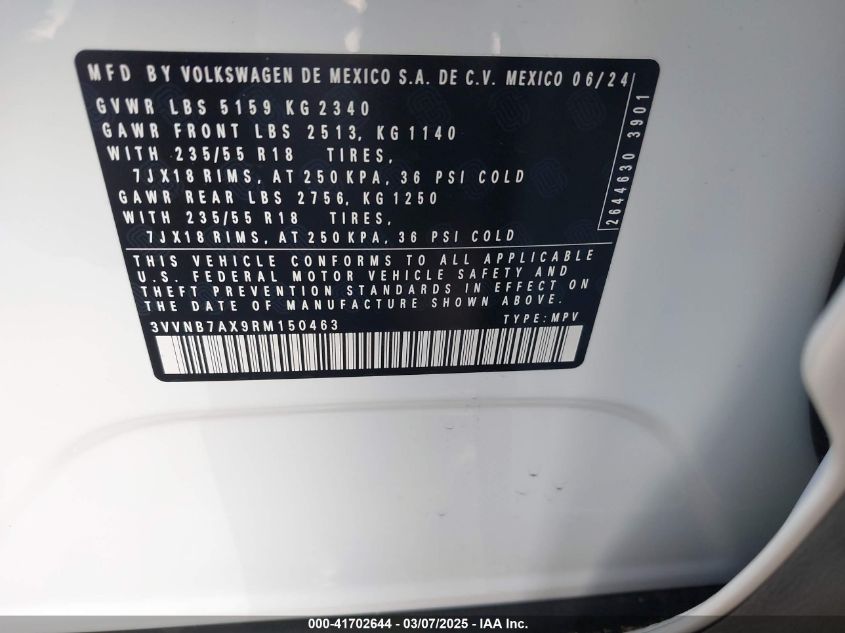 MFD BY VOLKSWAGEN DE MEXICO S.A. DE C.V. MEXICO 06/24
GVWR LBS 5159 KG 2340
GAWR FRONT LBS 2513, KG 1140
WITH 235/55 R18 TIRES,
7JX18 RIMS, AT 250 KPA, 36 PSI COLD
GAWR REAR LBS 2756, KG 1250
WITH 235/55 R18 TIRES,
7JX18 RIMS, AT 250 KPA, 36 PSI COLD
2644630 3901
THIS VEHICLE CONFORMS TO ALL APPLICABLE
U.S. FEDERAL MOTOR VEHICLE SAFETY AND
THEFT PREVENTION STANDARDS IN EFFECT ON
THE DATE OF MANUFACTURE SHOWN ABOVE.
3VVNB7AX9RM150463 TYPE: MPV
000-41702644 — 03/07/2025 — IAA Inc.